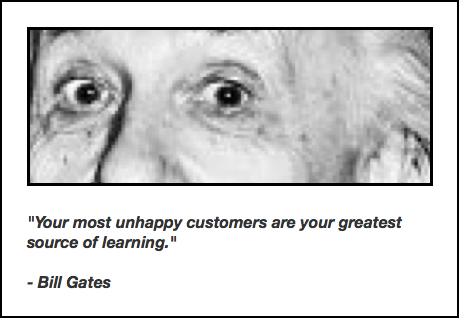 "Your most unhappy customers are your greatest
source of learning."
- Bill Gates